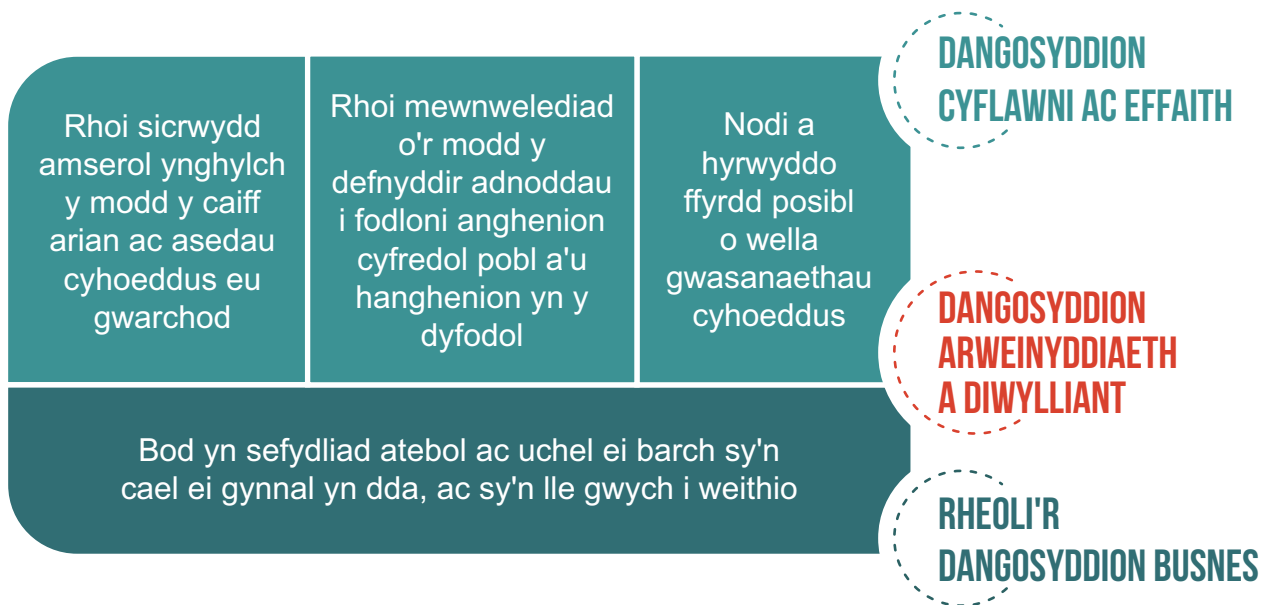 Rhoi sicrwydd
amserol ynghylch
y modd y caiff
arian ac asedau
cyhoeddus eu
gwarchod
Rhoi mewnwelediad
o'r modd y
defnyddir adnoddau
i fodloni anghenion
cyfredol pobl a'u
hanghenion yn y
dyfodol
Nodi a
hyrwyddo
ffyrdd posibl
o wella
gwasanaethau
cyhoeddus
Bod yn sefydliad atebol ac uchel ei barch sy'n
cael ei gynnal yn dda, ac sy'n lle gwych i weithio
DANGOSYDDION
CYFLAWNI AC EFFAITH
DANGOSYDDION
ARWEINYDDIAETH
A DIWYLLIANT
RHEOLI'R
DANGOSYDDION BUSNES